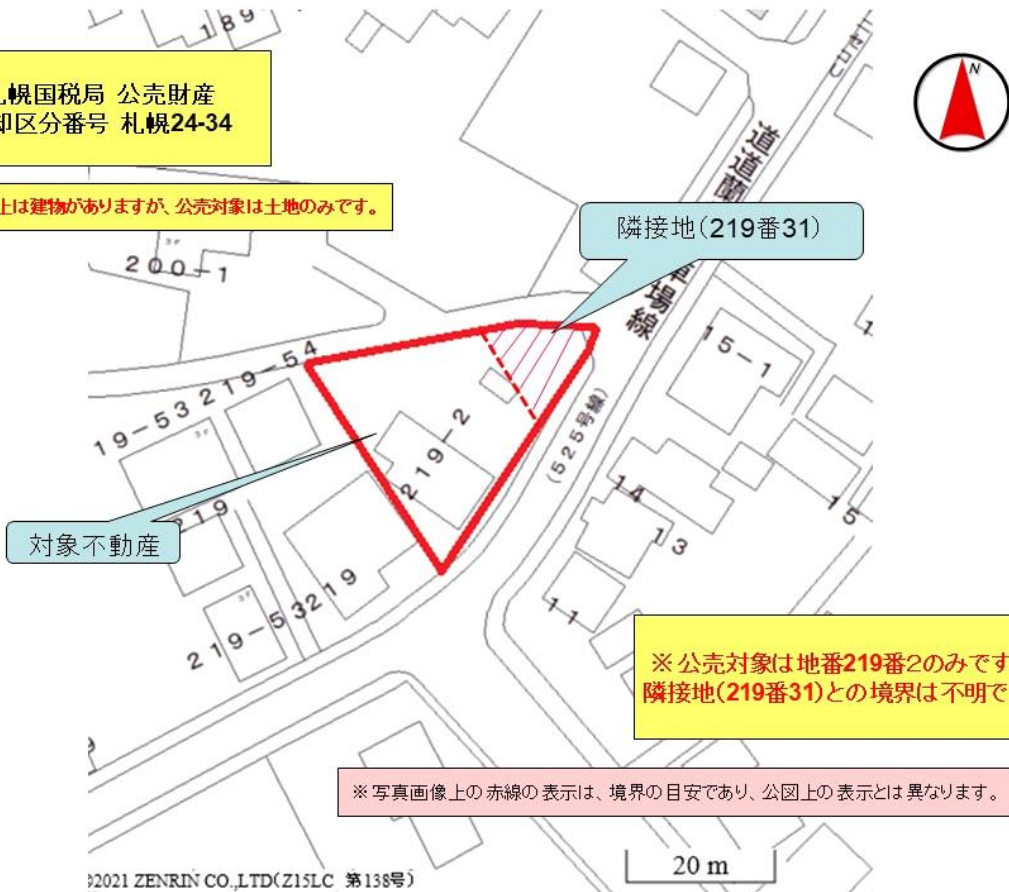 189
札幌国税局 公売財産
売却区分番号 札幌24-34
上は建物がありますが、公売対象は土地のみです。
N
道道蘭
車場線
隣接地(219番31)
3F
200-1
15-1
19-53
219-54
3F
219-2
(525号線)
14
13
15
219
対象不動産
11
3F
219-53
219
※公売対象は地番219番2のみです
隣接地(219番31)との境界は不明で
※写真画像上の赤線の表示は、境界の目安であり、公図上の表示とは異なります。
20 m
©2021 ZENRIN CO.,LTD(Z15LC 第138号)